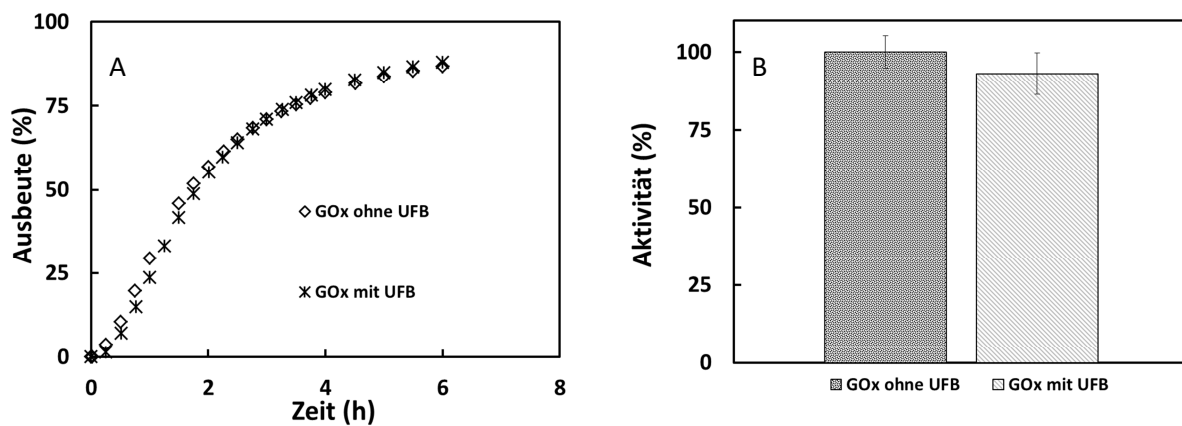 A
Ausbeute (%)
100
75
50
25
0
GOx ohne UFB
GOx mit UFB
0 2 4 6 8
Zeit (h)
B
Aktivität (%)
100
75
50
25
0
GOx ohne UFB GOx mit UFB